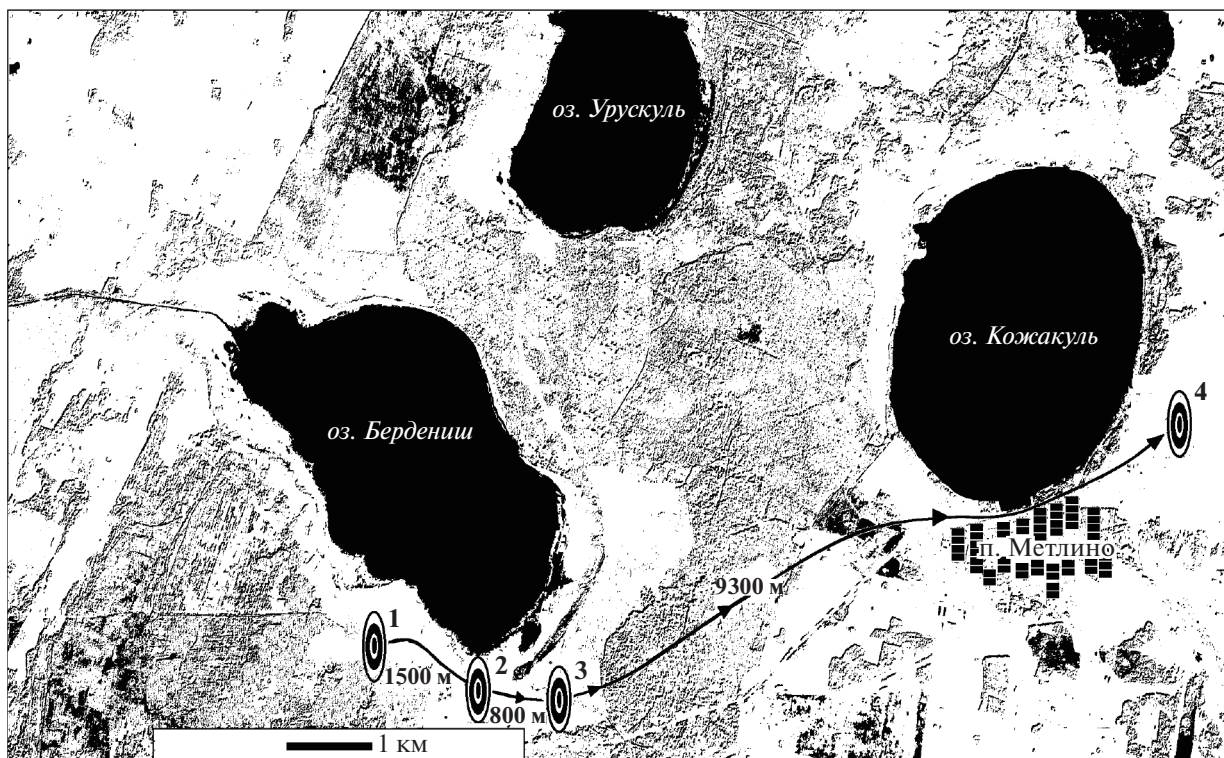 оз. Урускуль
оз. Кожакуль
4
оз. Бердениш
п. Метлино
9300 м
1
1500 м
2
3
800 м
1 км